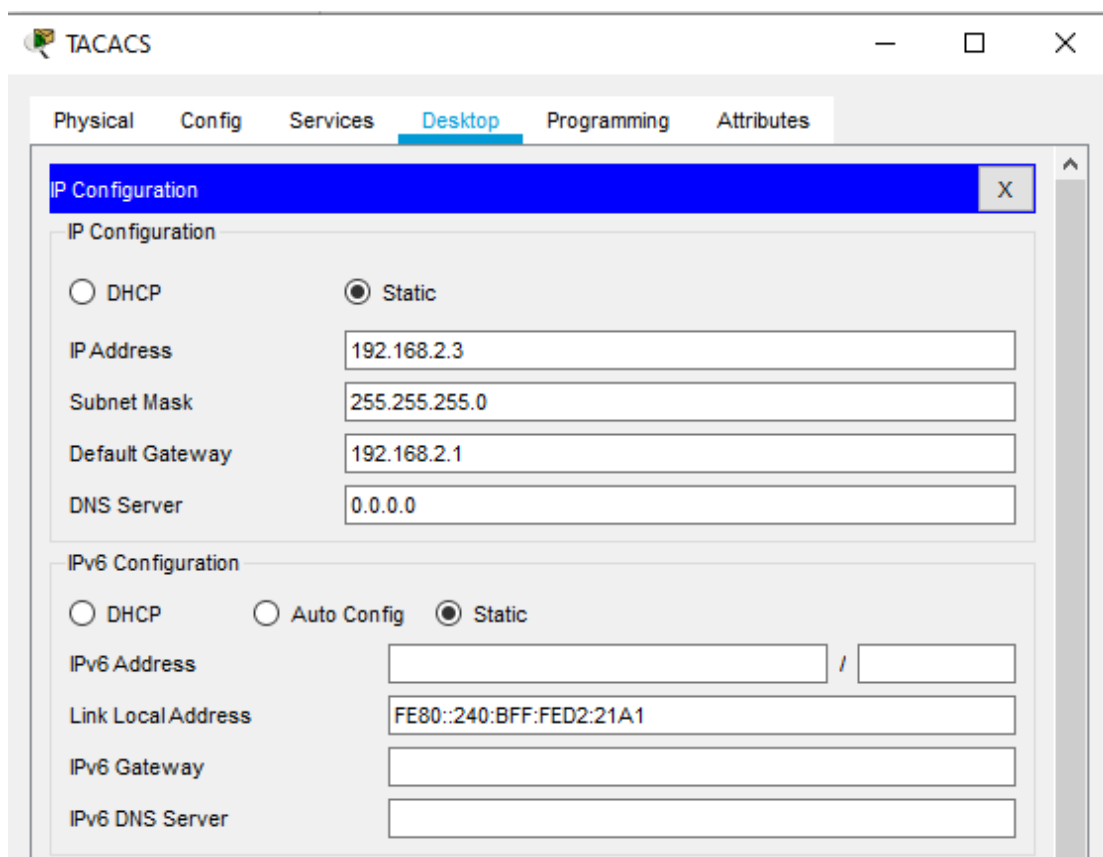 TACACS
Physical Config Services Desktop Programming Attributes
IP Configuration X
IP Configuration
DHCP Static
IP Address 192.168.2.3
Subnet Mask 255.255.255.0
Default Gateway 192.168.2.1
DNS Server 0.0.0.0
IPv6 Configuration
DHCP Auto Config Static
IPv6 Address /
Link Local Address FE80::240:BFF:FED2:21A1
IPv6 Gateway
IPv6 DNS Server